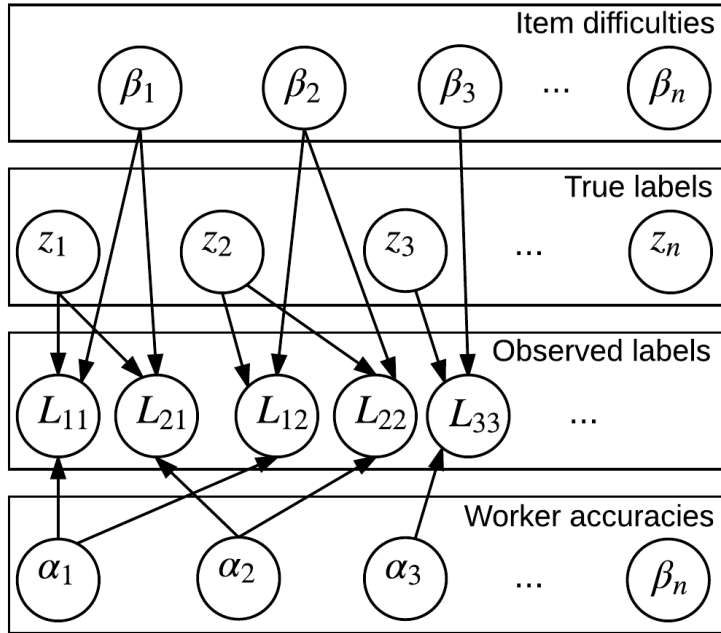 Item difficulties
β₁ β₂ β₃ ... βₙ
True labels
z₁ z₂ z₃ ... zₙ
Observed labels
L₁₁ L₂₁ L₁₂ L₂₂ L₃₃ ...
Worker accuracies
α₁ α₂ α₃ ... βₙ